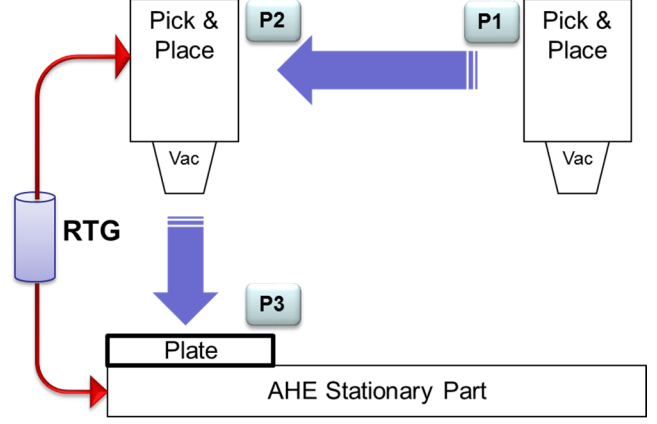 Pick &
Place
P2
P1
Pick &
Place
Vac
Vac
RTG
P3
Plate
AHE Stationary Part